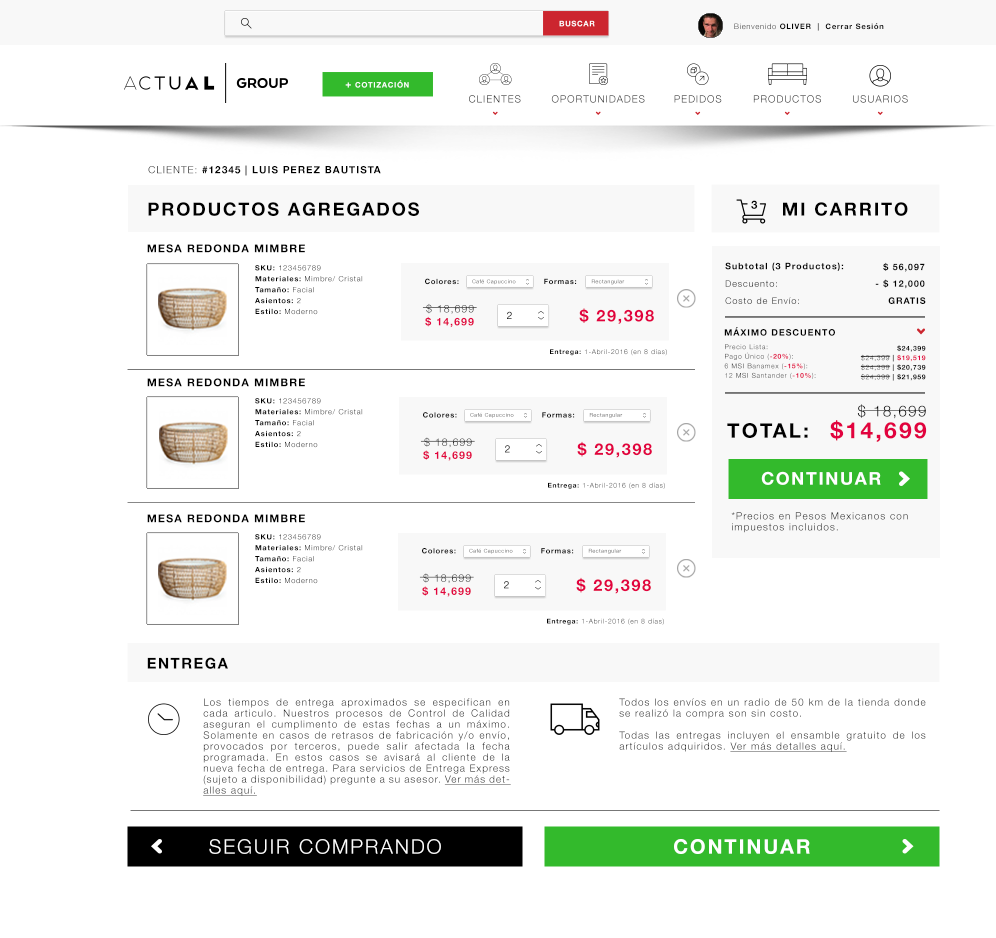 BUSCAR
Bienvenido OLIVER | Cerrar Sesión
ACTUAL | GROUP
+ COTIZACIÓN
CLIENTES
OPORTUNIDADES
PEDIDOS
PRODUCTOS
USUARIOS
CLIENTE: #12345 | LUIS PEREZ BAUTISTA
PRODUCTOS AGREGADOS
MESA REDONDA MIMBRE
SKU: 123456789
Materiales: Mimbre/ Cristal
Tamaño: Facial
Asientos: 2
Estilo: Moderno
Colores: Café Capuccino Formas: Rectangular
$ 18,699
$ 14,699
2
$ 29,398
Entrega: 1-Abril-2016 (en 8 días)
MESA REDONDA MIMBRE
SKU: 123456789
Materiales: Mimbre/ Cristal
Tamaño: Facial
Asientos: 2
Estilo: Moderno
Colores: Café Capuccino Formas: Rectangular
$ 18,699
$ 14,699
2
$ 29,398
Entrega: 1-Abril-2016 (en 8 días)
MESA REDONDA MIMBRE
SKU: 123456789
Materiales: Mimbre/ Cristal
Tamaño: Facial
Asientos: 2
Estilo: Moderno
Colores: Café Capuccino Formas: Rectangular
$ 18,699
$ 14,699
2
$ 29,398
Entrega: 1-Abril-2016 (en 8 días)
3 MI CARRITO
Subtotal (3 Productos): $ 56,097
Descuento: - $ 12,000
Costo de Envío: GRATIS
MÁXIMO DESCUENTO
Precio Lista: $24,399
Pago Único (-20%): $24,399 | $19,519
6 MSI Banamex (-15%): $24,399 | $20,739
12 MSI Santander (-10%): $24,399 | $21,959
$ 18,699
TOTAL: $14,699
CONTINUAR
*Precios en Pesos Mexicanos con
impuestos incluidos.
ENTREGA
Los tiempos de entrega aproximados se especifican en
cada articulo. Nuestros procesos de Control de Calidad
aseguran el cumplimento de estas fechas a un máximo.
Solamente en casos de retrasos de fabricación y/o envío,
provocados por terceros, puede salir afectada la fecha
programada. En estos casos se avisará al cliente de la
nueva fecha de entrega. Para servicios de Entrega Express
(sujeto a disponibilidad) pregunte a su asesor. Ver más det-
alles aquí.
Todos los envíos en un radio de 50 km de la tienda donde
se realizó la compra son sin costo.
Todas las entregas incluyen el ensamble gratuito de los
artículos adquiridos. Ver más detalles aquí.
SEGUIR COMPRANDO
CONTINUAR